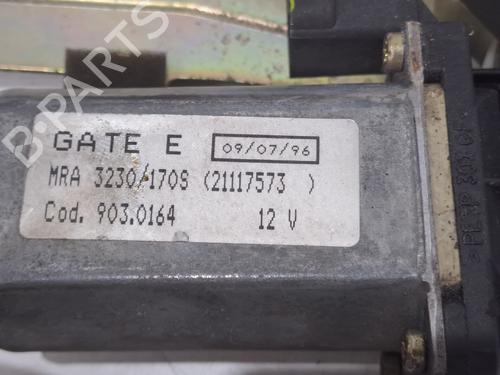 B-PARTS
GATE E 09/07/96
MRA 3230/170S (21117573 )
Cod. 903.0164 12 V